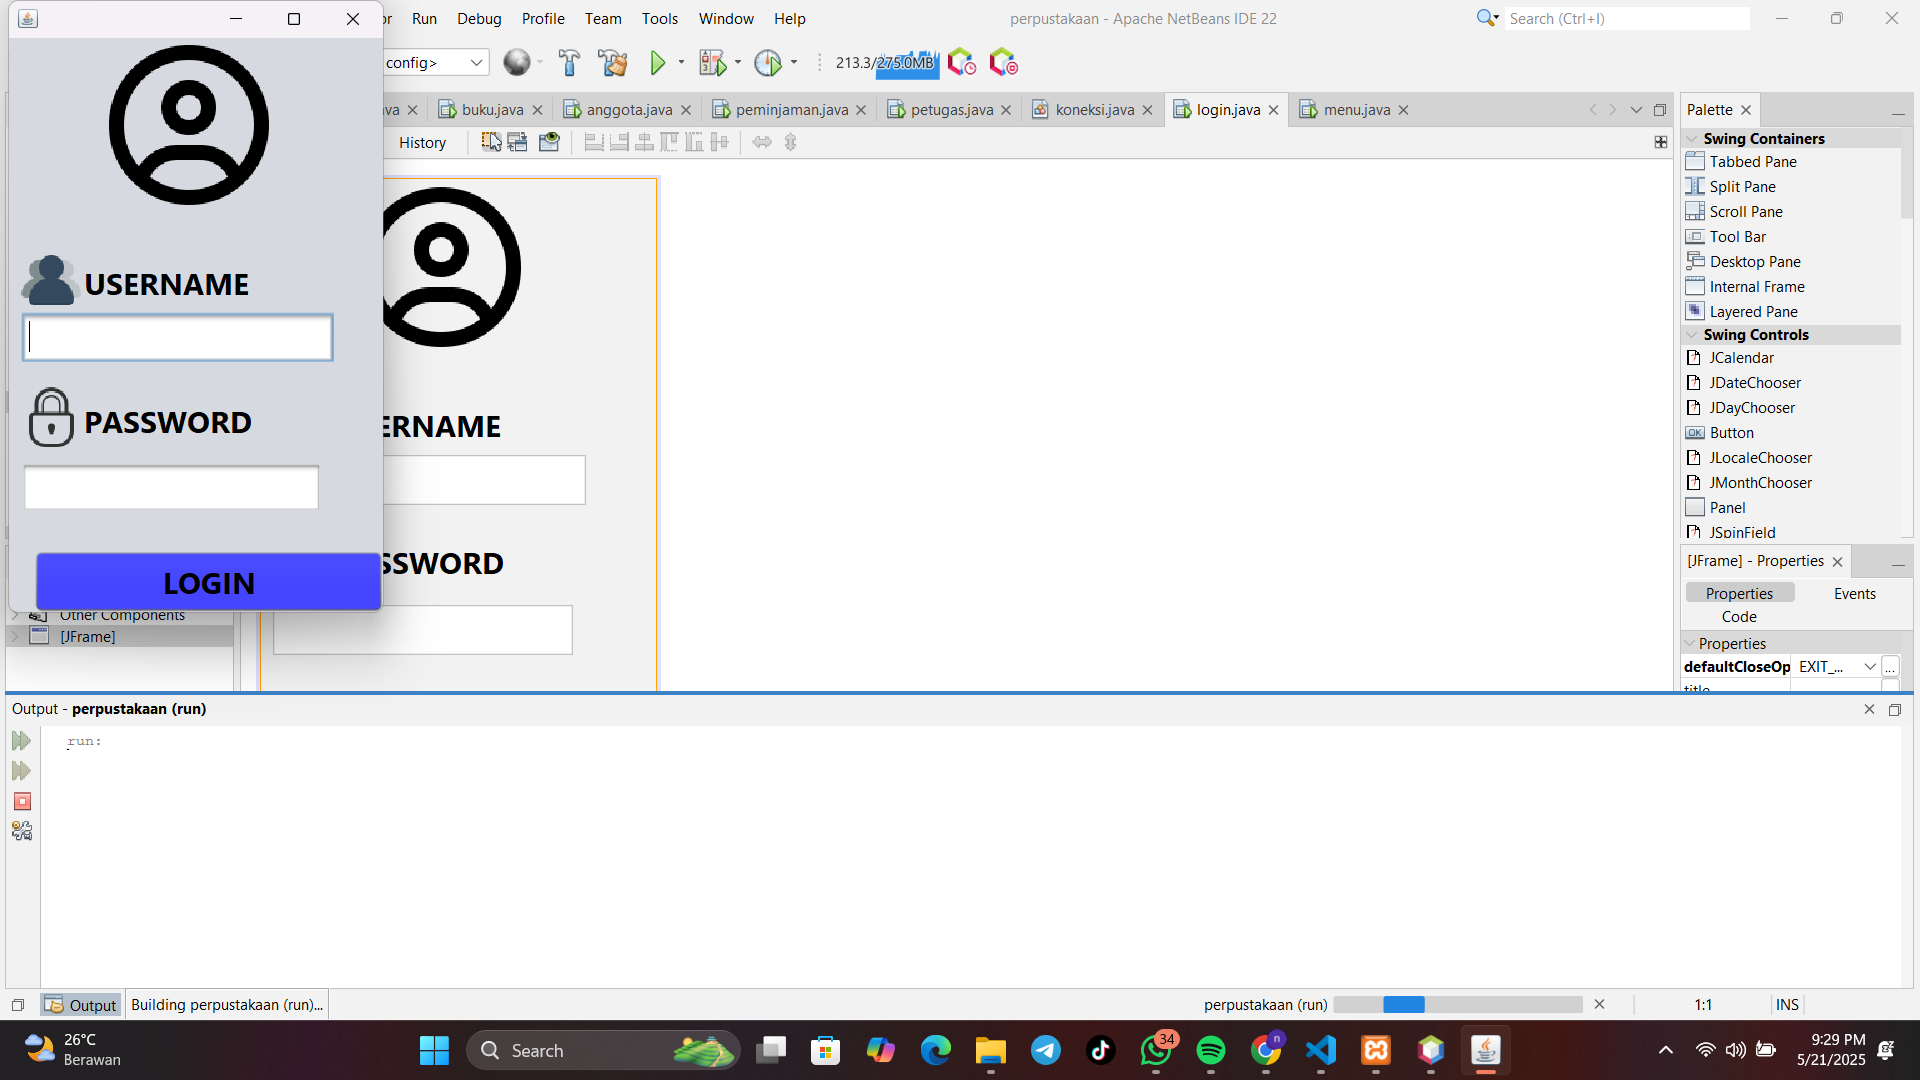 or Run Debug Profile Team Tools Window Help
perpustakaan - Apache NetBeans IDE 22
Search (Ctrl+I)
config>
213.3/275.0MB
ava
buku.java
anggota.java
peminjaman.java
petugas.java
koneksi.java
login.java
menu.java
Palette
History
Swing Containers
Tabbed Pane
Split Pane
Scroll Pane
Tool Bar
Desktop Pane
Internal Frame
Layered Pane
Swing Controls
JCalendar
JDateChooser
JDayChooser
OK Button
JLocaleChooser
JMonthChooser
Panel
JSpinField
USERNAME
PASSWORD
LOGIN
ERNAME
SSWORD
Other Components
[JFrame]
[JFrame] - Properties
Properties
Events
Code
Properties
defaultCloseOp
EXIT_...
...
title
Output - perpustakaan (run)
run:
Output
Building perpustakaan (run)...
perpustakaan (run)
1:1
INS
26°C
Berawan
Search
34
n
9:29 PM
5/21/2025